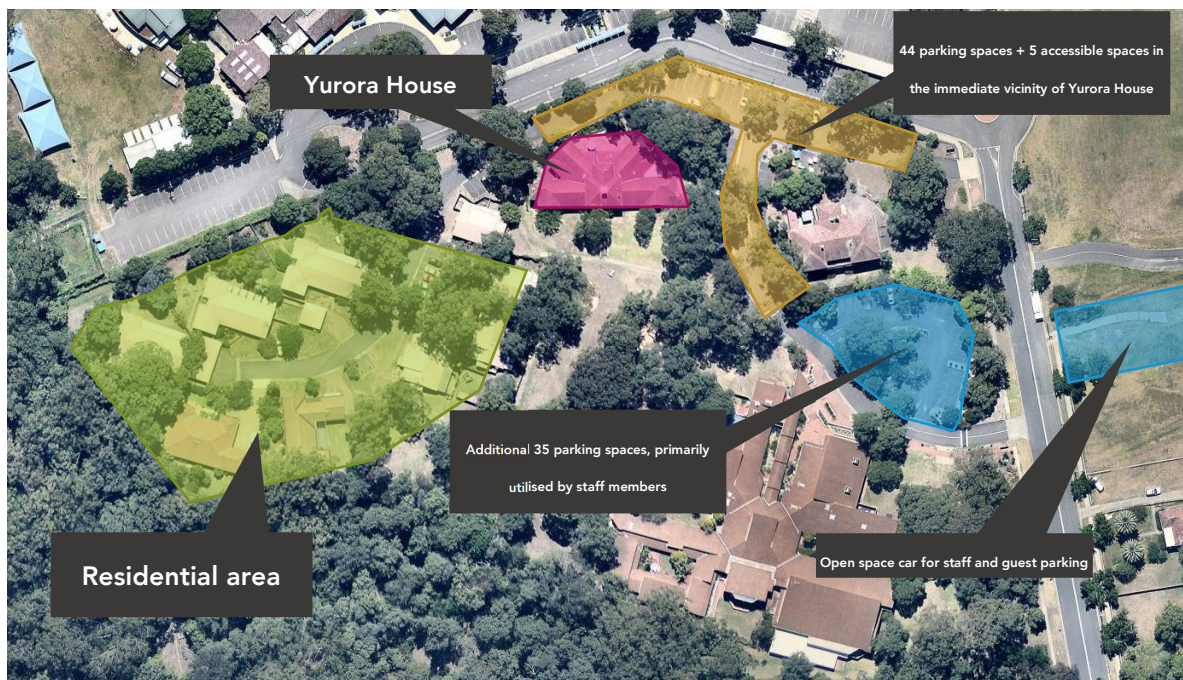 44 parking spaces + 5 accessible spaces in
the immediate vicinity of Yurora House
Yurora House
Additional 35 parking spaces, primarily
utilised by staff members
Open space car for staff and guest parking
Residential area